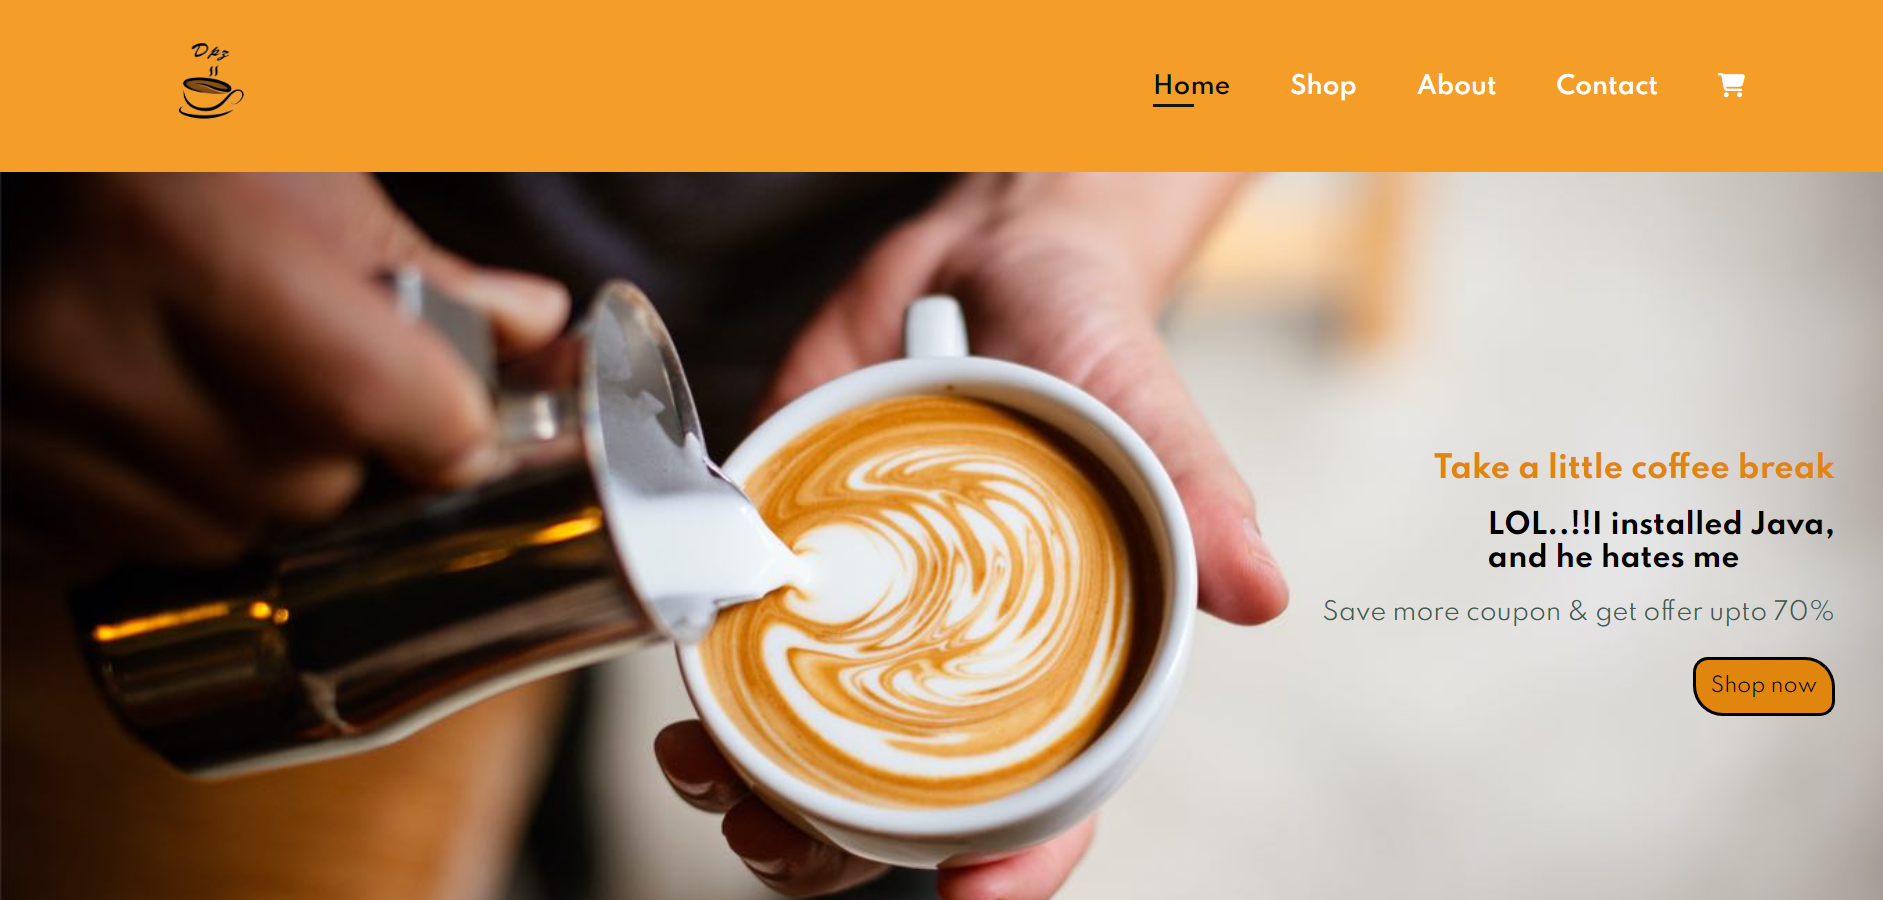 Dpz
Home Shop About Contact
Take a little coffee break
LOL..!!I installed Java,
and he hates me
Save more coupon & get offer upto 70%
Shop now